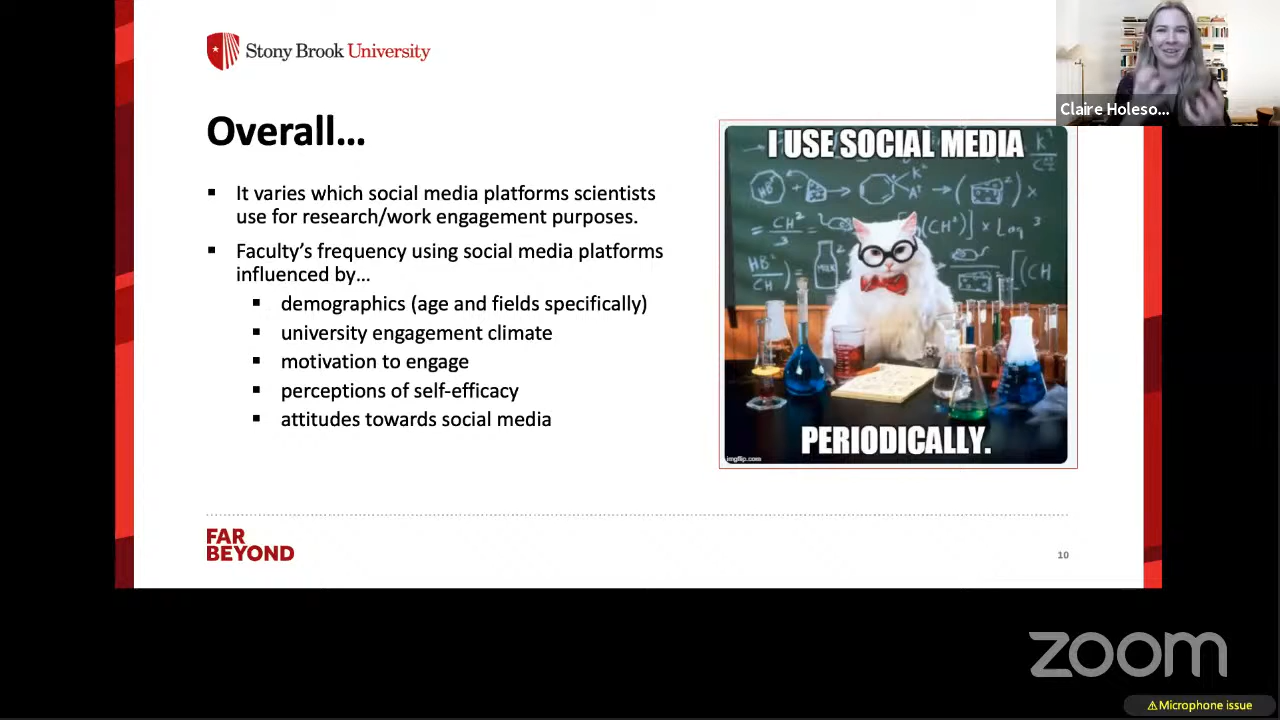 Stony Brook University
Claire Holeso...
Overall...
▪ It varies which social media platforms scientists
use for research/work engagement purposes.
▪ Faculty's frequency using social media platforms
influenced by...
▪ demographics (age and fields specifically)
▪ university engagement climate
▪ motivation to engage
▪ perceptions of self-efficacy
▪ attitudes towards social media
I USE SOCIAL MEDIA
PERIODICALLY.
imgflip.com
FAR
BEYOND
10
zoom
Microphone issue